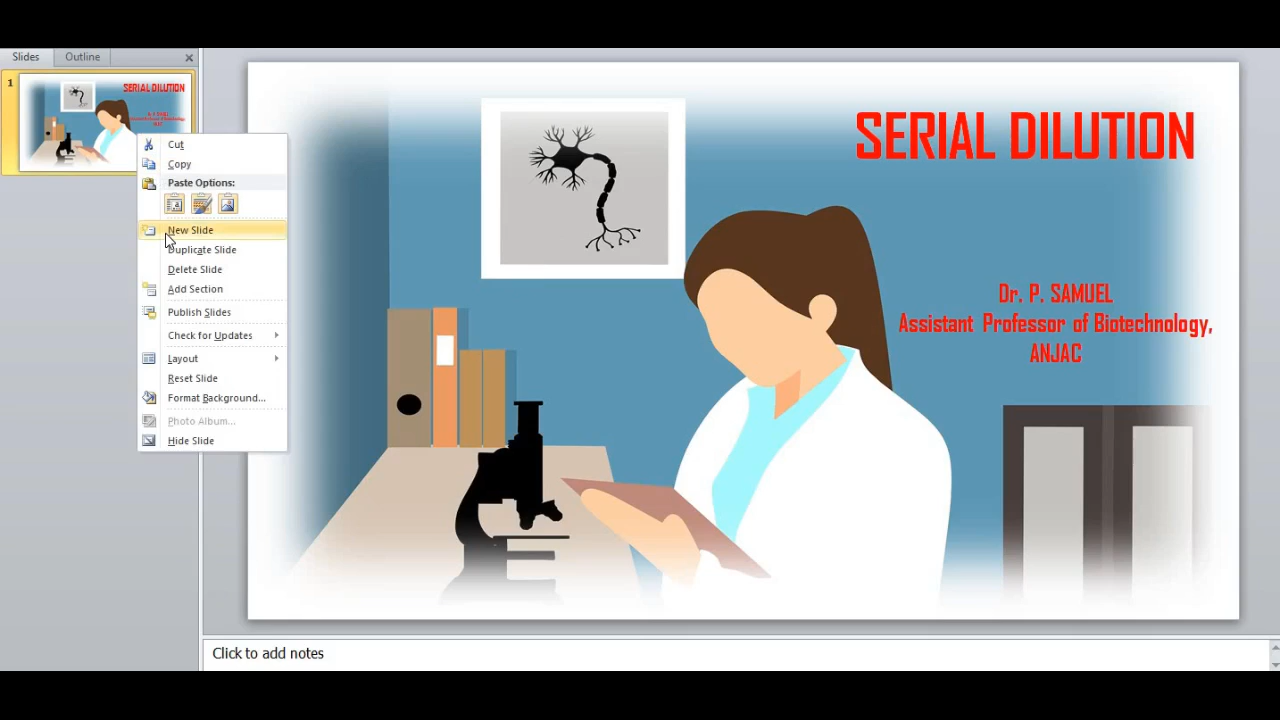 Slides Outline
1
SERIAL DILUTION
Cut
Copy
Paste Options:
New Slide
Duplicate Slide
Delete Slide
Add Section
Publish Slides
Check for Updates
Layout
Reset Slide
Format Background...
Photo Album...
Hide Slide
SERIAL DILUTION
Dr. P. SAMUEL
Assistant Professor of Biotechnology,
ANJAC
Click to add notes